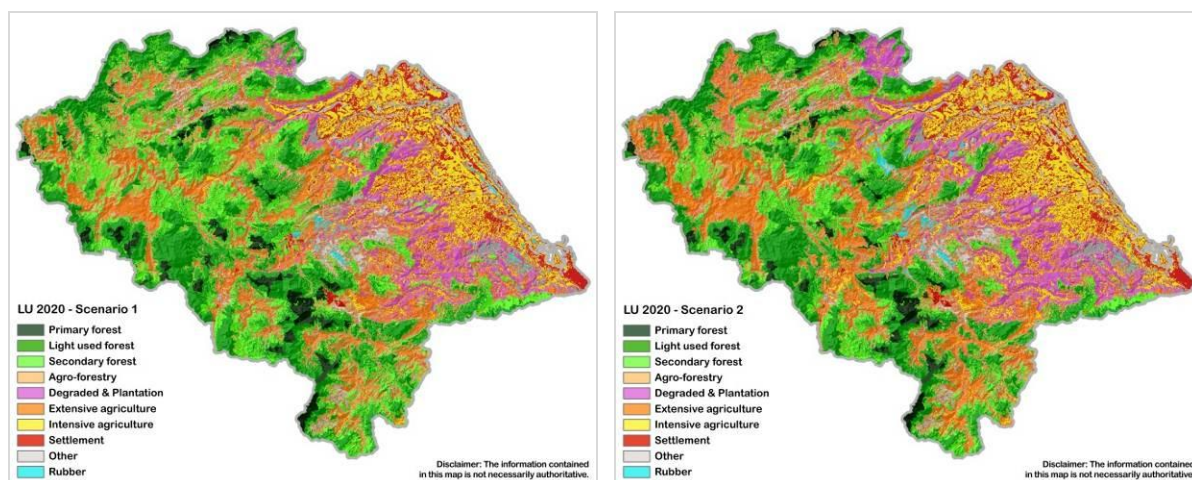 LU 2020 - Scenario 1
Primary forest
Light used forest
Secondary forest
Agro-forestry
Degraded & Plantation
Extensive agriculture
Intensive agriculture
Settlement
Other
Rubber
Disclaimer: The information contained
in this map is not necessarily authoritative.
LU 2020 - Scenario 2
Primary forest
Light used forest
Secondary forest
Agro-forestry
Degraded & Plantation
Extensive agriculture
Intensive agriculture
Settlement
Other
Rubber
Disclaimer: The information contained
in this map is not necessarily authoritative.